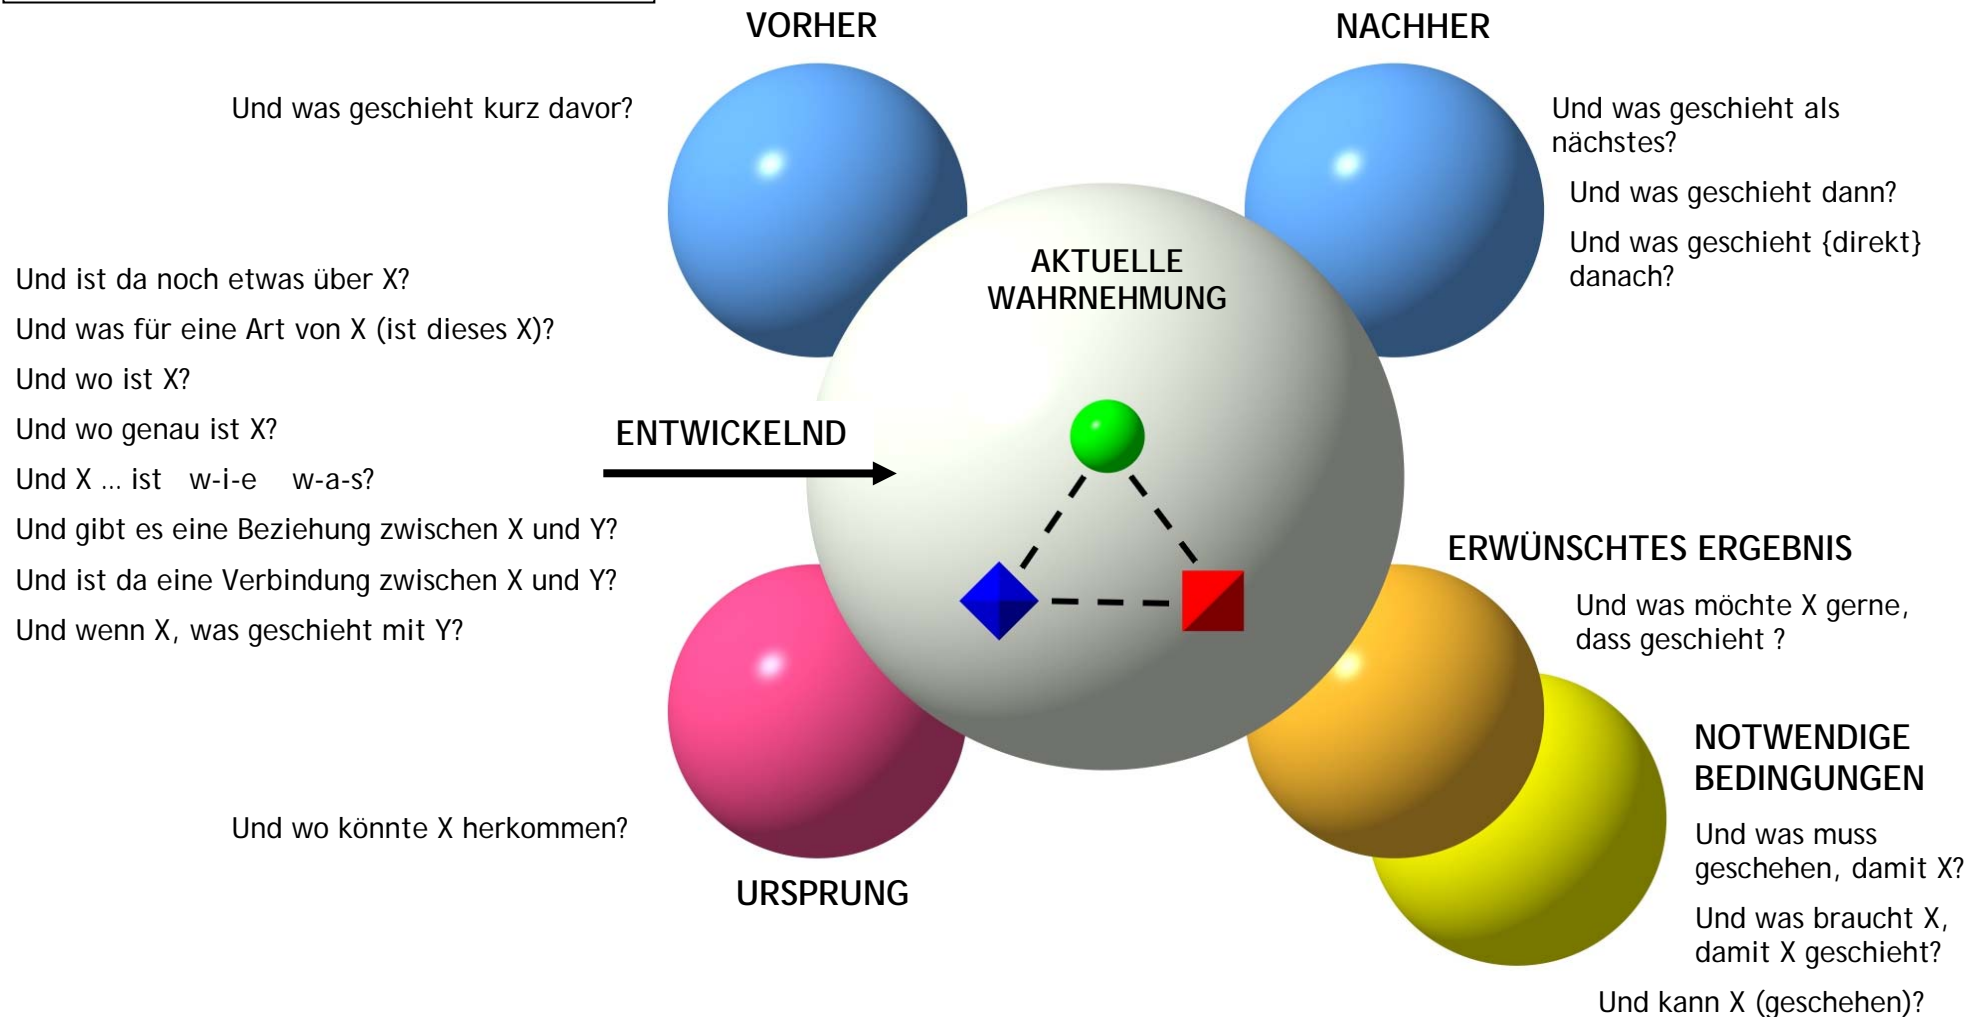 VORHER
Und was geschieht kurz davor?
NACHHER
Und was geschieht als
nächstes?
Und was geschieht dann?
Und was geschieht {direkt}
danach?
AKTUELLE
WAHRNEHMUNG
Und ist da noch etwas über X?
Und was für eine Art von X (ist dieses X)?
Und wo ist X?
Und wo genau ist X?
Und X ... ist w-i-e w-a-s?
Und gibt es eine Beziehung zwischen X und Y?
Und ist da eine Verbindung zwischen X und Y?
Und wenn X, was geschieht mit Y?
ENTWICKELND
ERWÜNSCHTES ERGEBNIS
Und was möchte X gerne,
dass geschieht ?
NOTWENDIGE
BEDINGUNGEN
Und was muss
geschehen, damit X?
Und was braucht X,
damit X geschieht?
Und kann X (geschehen)?
Und wo könnte X herkommen?
URSPRUNG